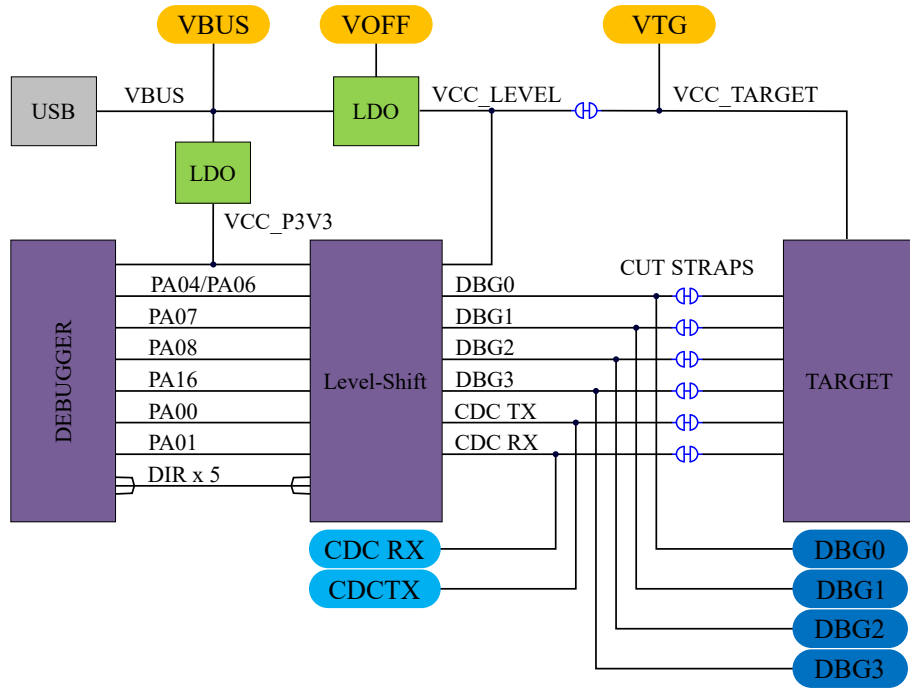 VBUS
VOFF
VTG
USB
VBUS
LDO
VCC_LEVEL
VCC_TARGET
LDO
VCC_P3V3
DEBUGGER
PA04/PA06
PA07
PA08
PA16
PA00
PA01
DIR x 5
Level-Shift
DBG0
DBG1
DBG2
DBG3
CDC TX
CDC RX
CUT STRAPS
TARGET
CDC RX
CDCTX
DBG0
DBG1
DBG2
DBG3